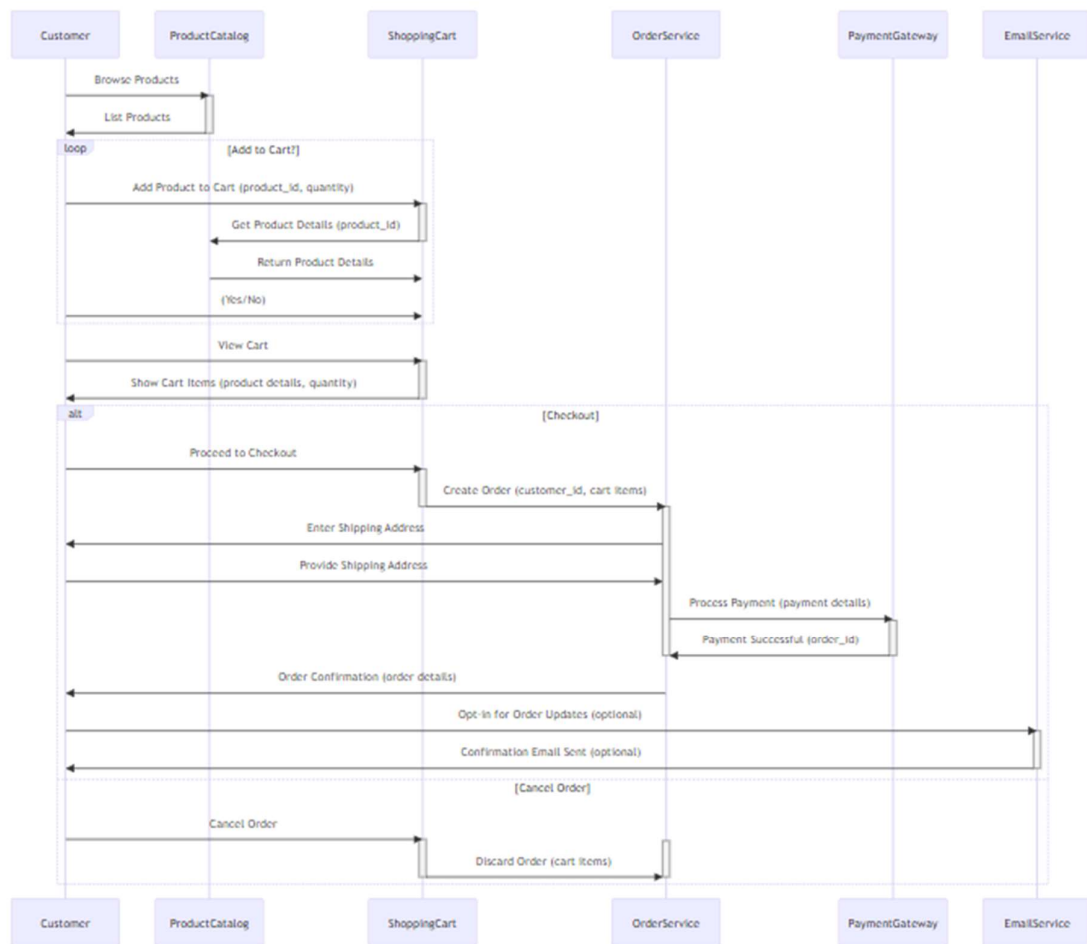 Customer
ProductCatalog
ShoppingCart
OrderService
PaymentGateway
EmailService
Browse Products
List Products
loop
[Add to Cart?]
Add Product to Cart (product_id, quantity)
Get Product Details (product_id)
Return Product Details
(Yes/No)
View Cart
Show Cart Items (product details, quantity)
alt
[Checkout]
Proceed to Checkout
Create Order (customer_id, cart items)
Enter Shipping Address
Provide Shipping Address
Process Payment (payment details)
Payment Successful (order_id)
Order Confirmation (order details)
Opt-in for Order Updates (optional)
Confirmation Email Sent (optional)
[Cancel Order]
Cancel Order
Discard Order (cart items)
Customer
ProductCatalog
ShoppingCart
OrderService
PaymentGateway
EmailService